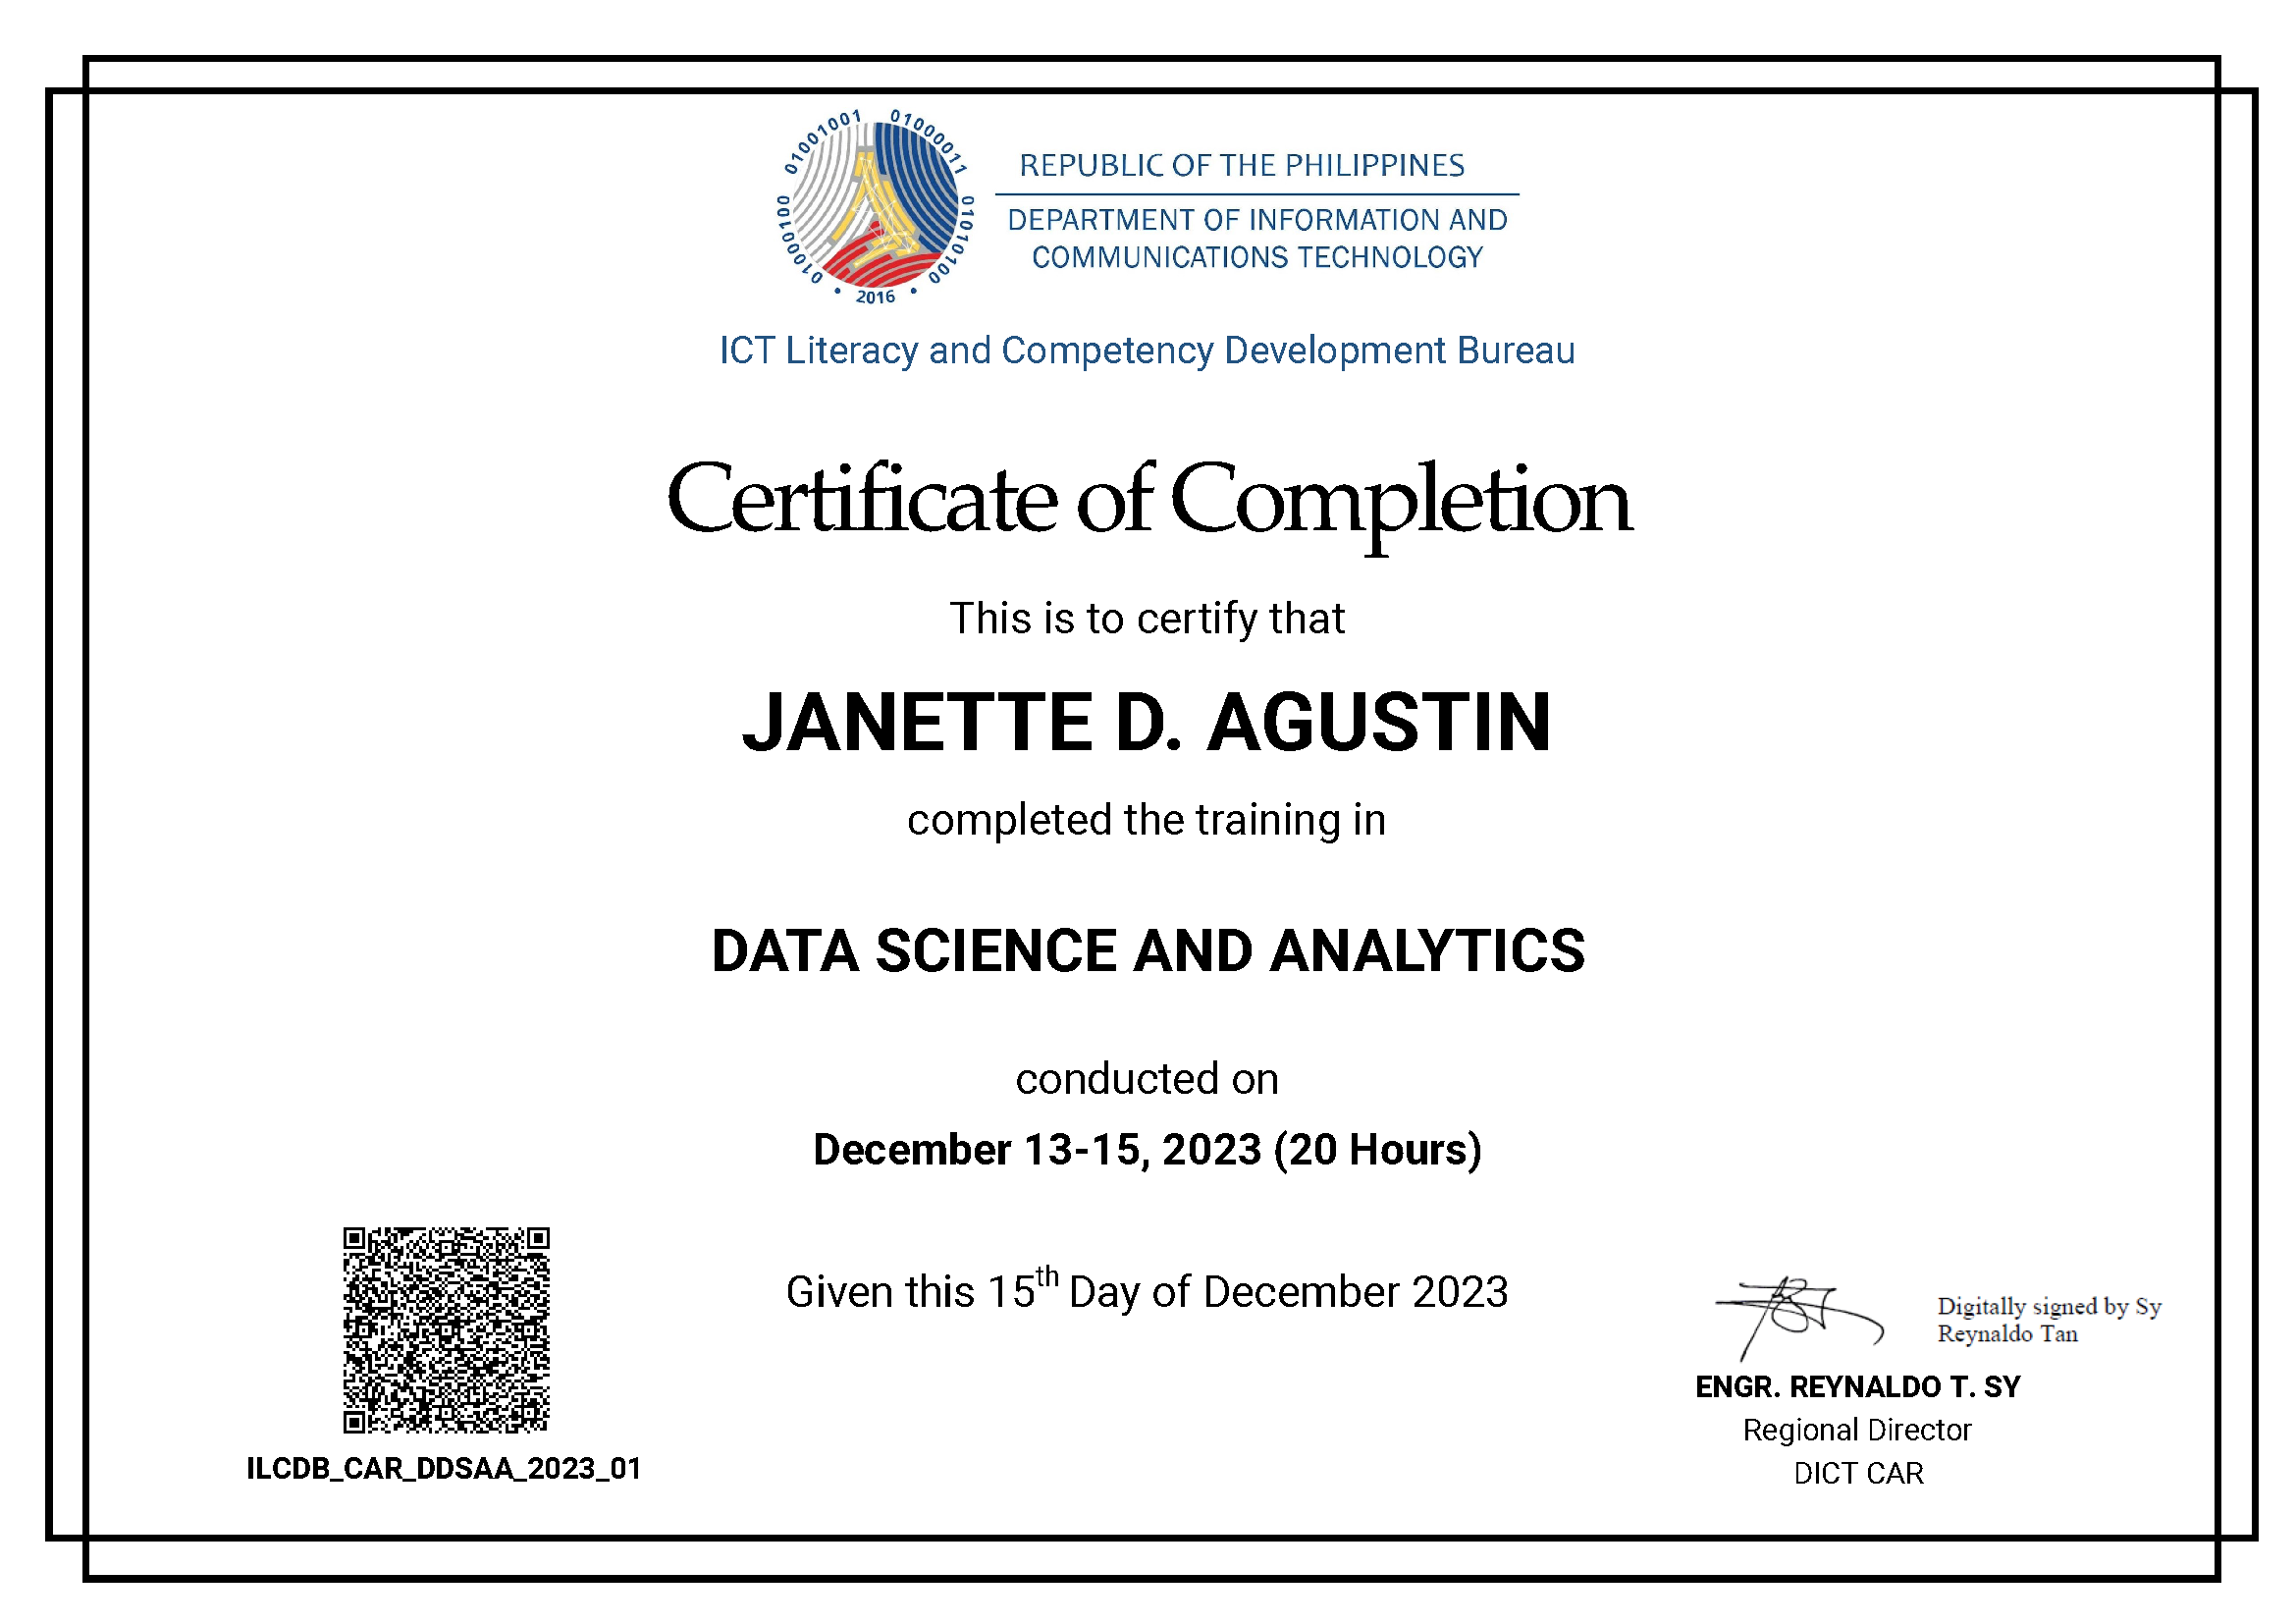 01001001 01000011
01000100 01010100
• 2016 •
REPUBLIC OF THE PHILIPPINES
DEPARTMENT OF INFORMATION AND
COMMUNICATIONS TECHNOLOGY
ICT Literacy and Competency Development Bureau
Certificate of Completion
This is to certify that
JANETTE D. AGUSTIN
completed the training in
DATA SCIENCE AND ANALYTICS
conducted on
December 13-15, 2023 (20 Hours)
Given this 15th Day of December 2023
Digitally signed by Sy
Reynaldo Tan
ENGR. REYNALDO T. SY
Regional Director
DICT CAR
ILCDB_CAR_DDSAA_2023_01